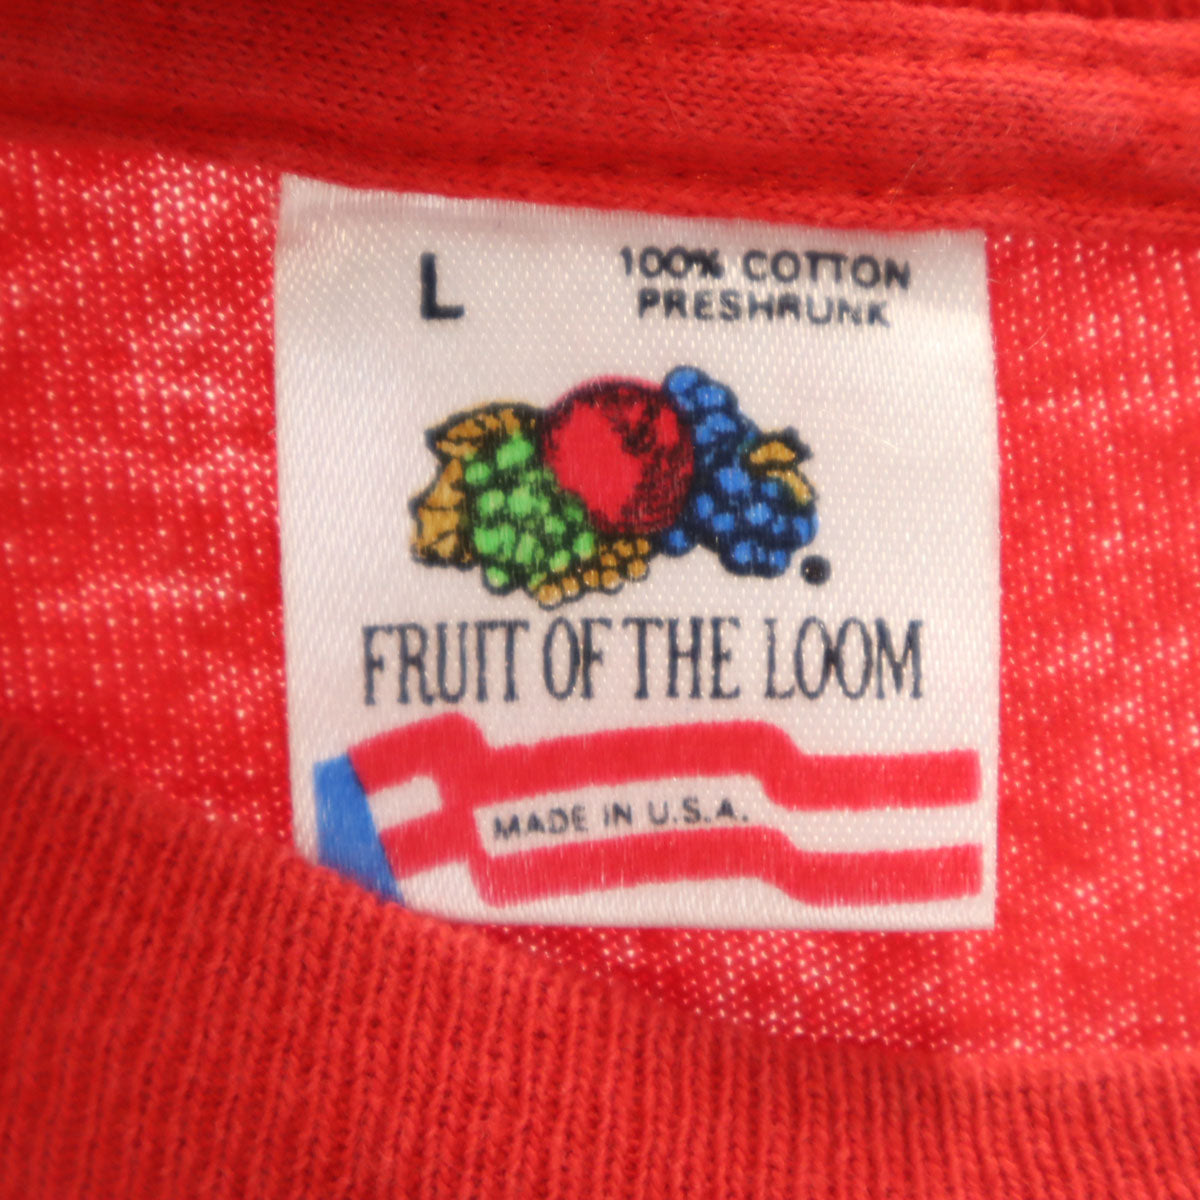 L
100% COTTON
PRESHRUNK
FRUIT OF THE LOOM
MADE IN U.S.A.